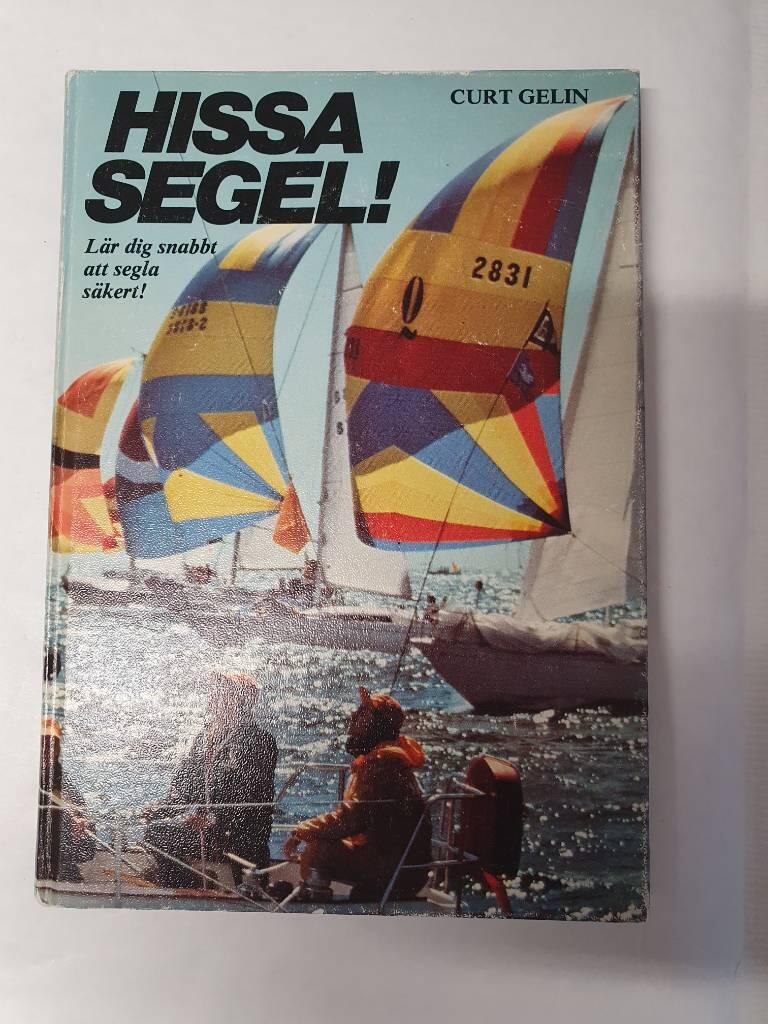 HISSA
SEGEL!
CURT GELIN
Lär dig snabbt
att segla
säkert!
2831